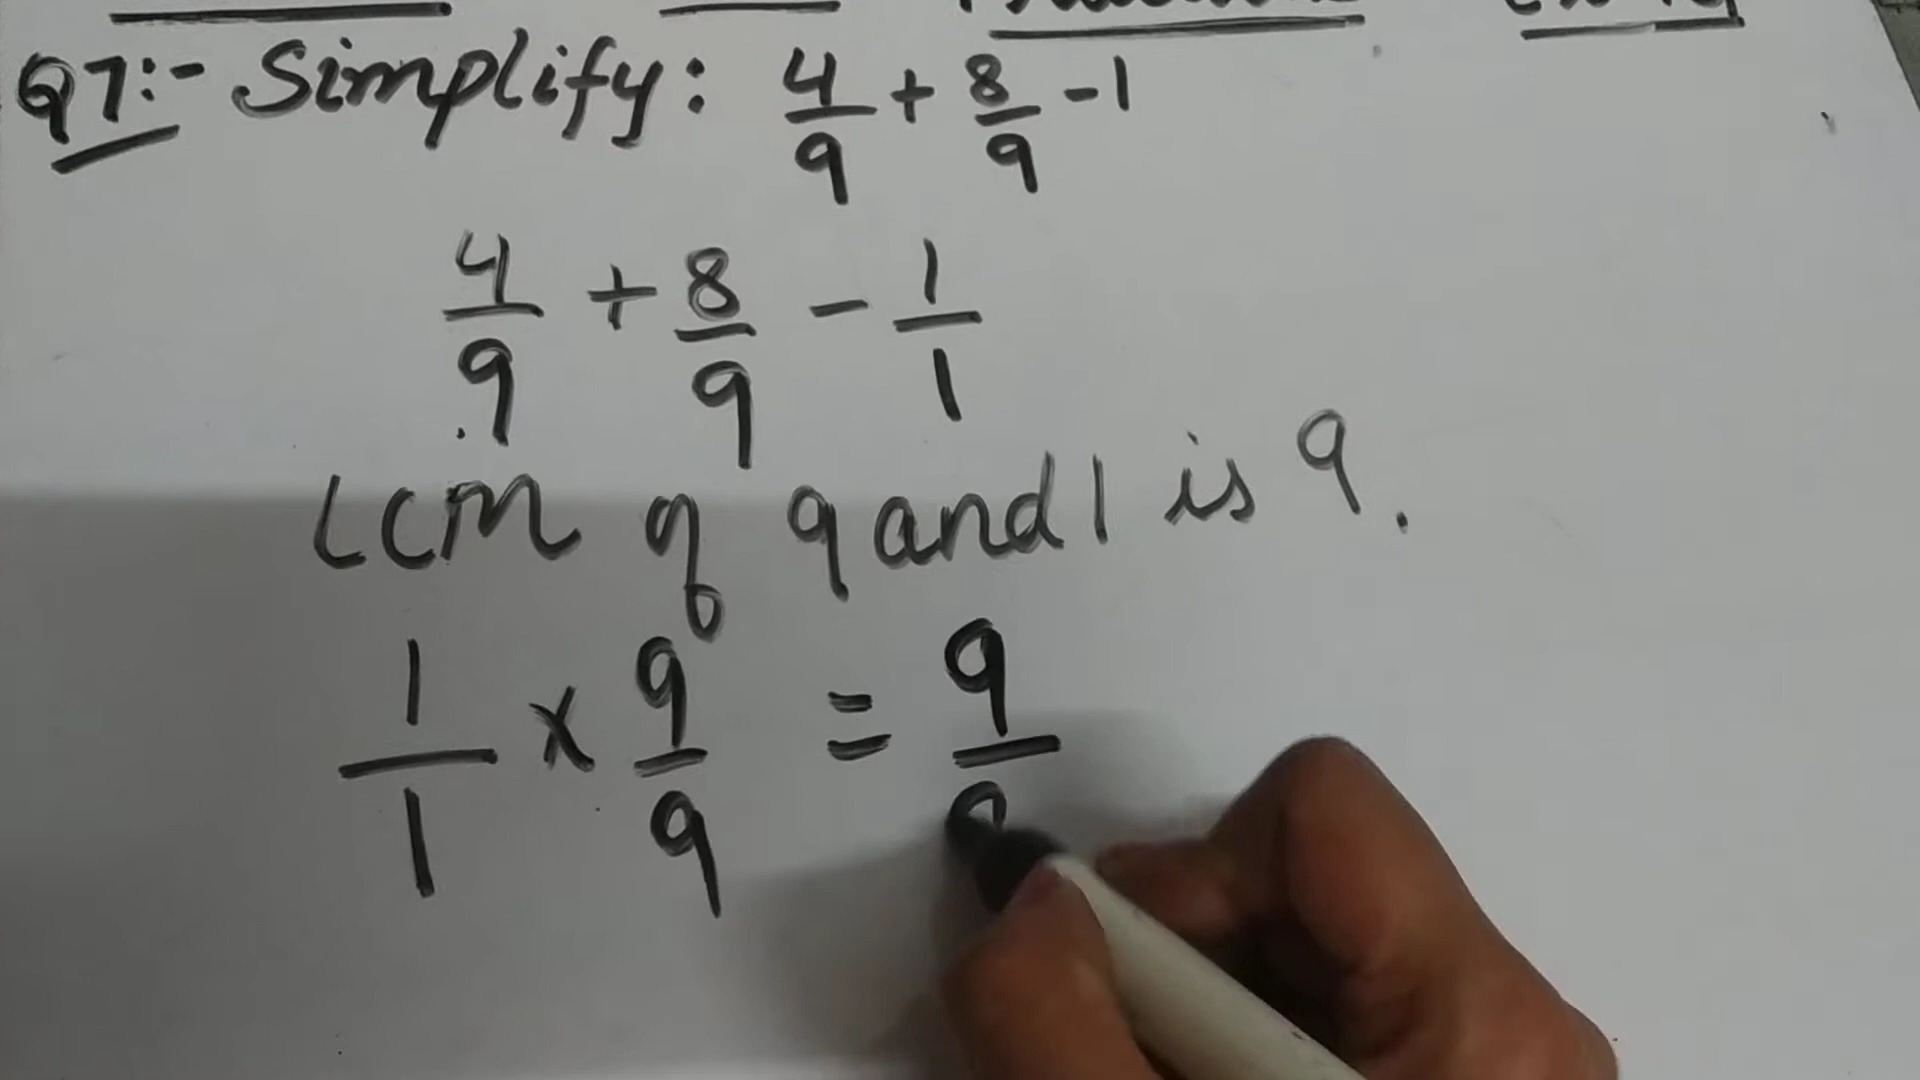 Q7:- Simplify: 4/9 + 8/9 - 1
4/9 + 8/9 - 1/1
LCM of 9 and 1 is 9.
1/1 × 9/9 = 9/9